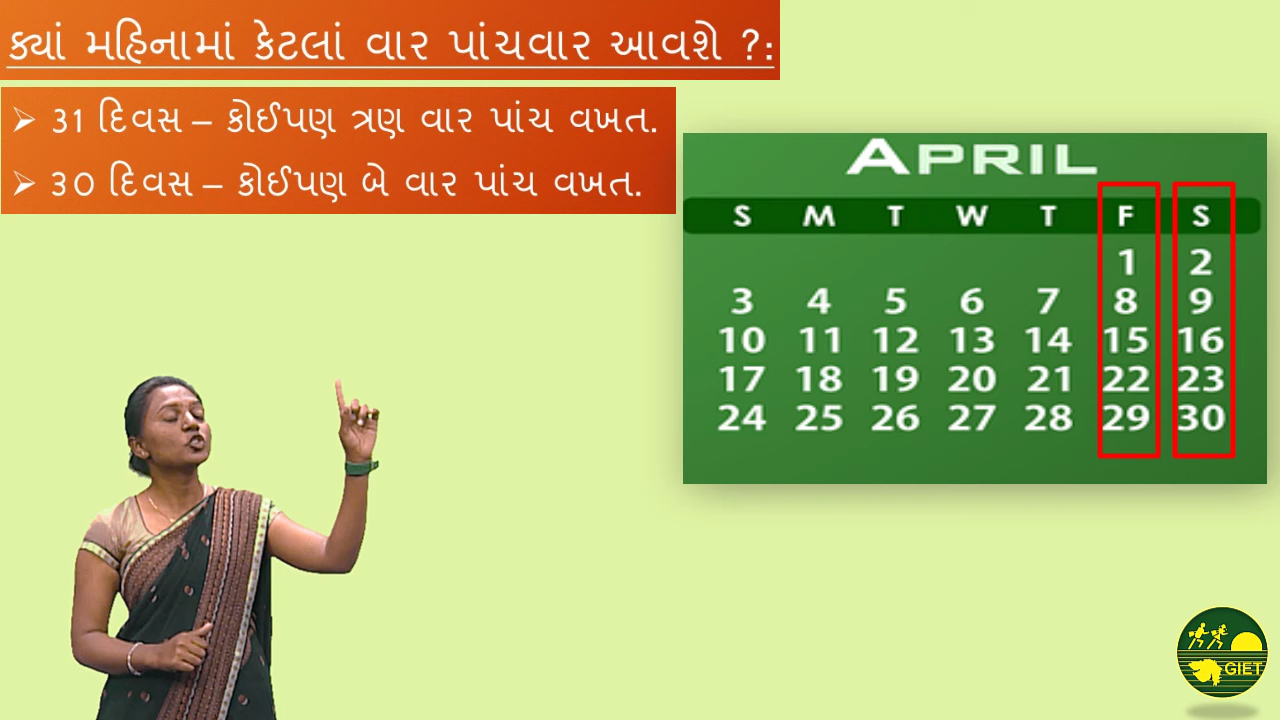 ક્યાં મહિનામાં કેટલાં વાર પાંચવાર આવશે ?:
➢ 31 દિવસ – કોઈપણ ત્રણ વાર પાંચ વખત.
➢ 30 દિવસ – કોઈપણ બે વાર પાંચ વખત.
APRIL
S M T W T F S
1 2
3 4 5 6 7 8 9
10 11 12 13 14 15 16
17 18 19 20 21 22 23
24 25 26 27 28 29 30
GIET